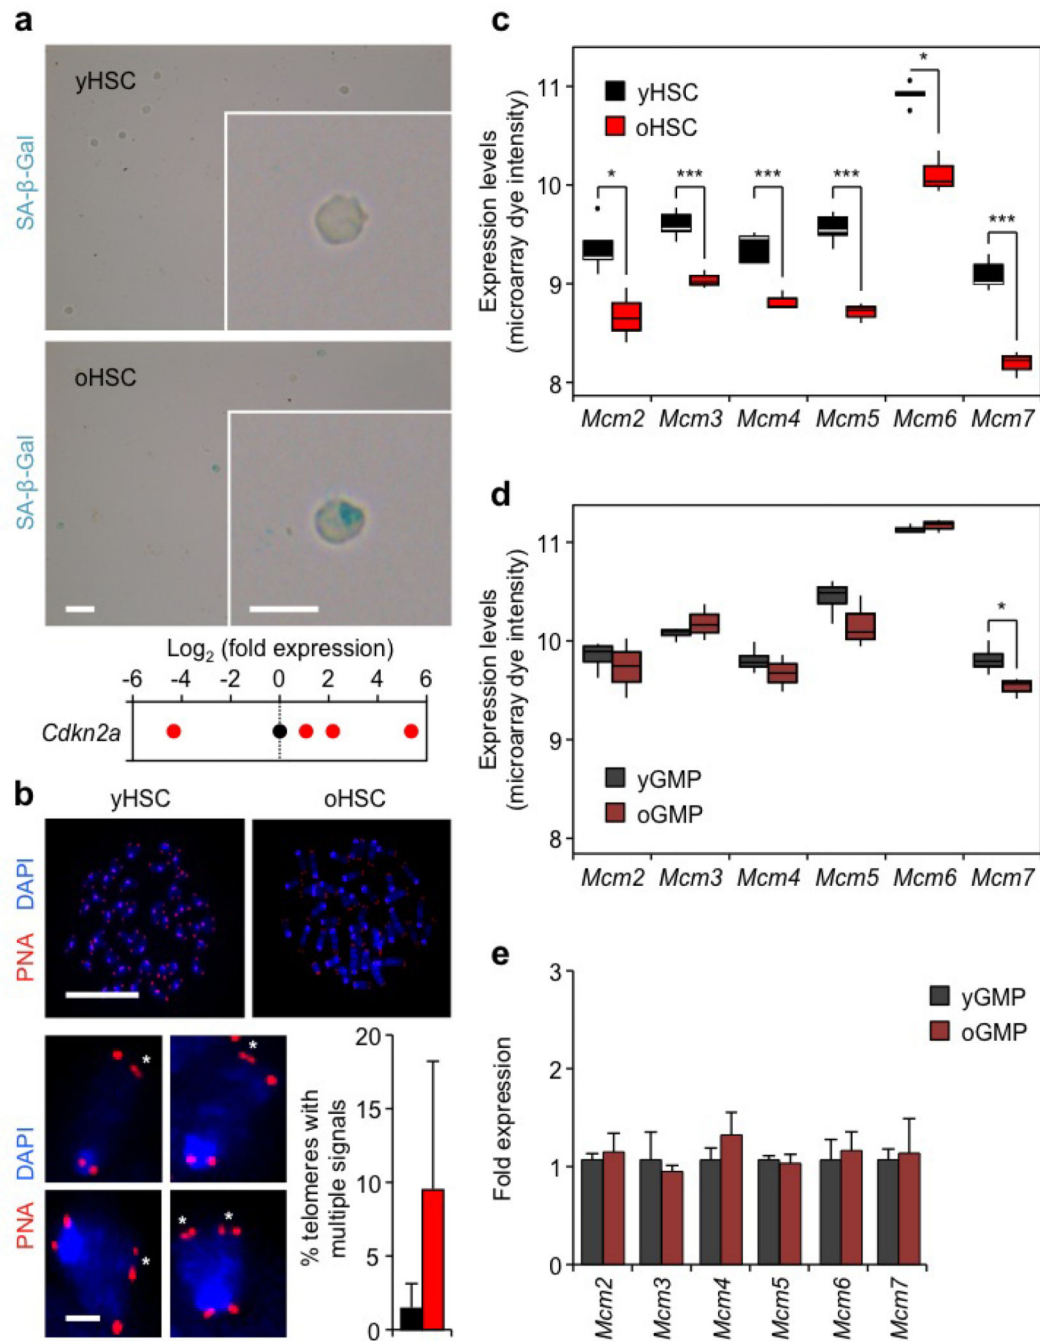 a
yHSC
SA-β-Gal
oHSC
SA-β-Gal
Log2 (fold expression)
-6 -4 -2 0 2 4 6
Cdkn2a
b
yHSC oHSC
PNA DAPI
PNA DAPI
* * * * *
% telomeres with
multiple signals
20
15
10
5
0
c
Expression levels
(microarray dye intensity)
11
10
9
8
yHSC
oHSC
* *** *** *** * ***
Mcm2 Mcm3 Mcm4 Mcm5 Mcm6 Mcm7
d
Expression levels
(microarray dye intensity)
11
10
9
8
*
yGMP
oGMP
Mcm2 Mcm3 Mcm4 Mcm5 Mcm6 Mcm7
e
Fold expression
3
2
1
0
yGMP
oGMP
Mcm2 Mcm3 Mcm4 Mcm5 Mcm6 Mcm7